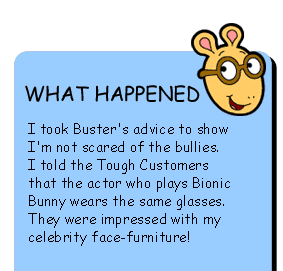 WHAT HAPPENED
I took Buster's advice to show
I'm not scared of the bullies.
I told the Tough Customers
that the actor who plays Bionic
Bunny wears the same glasses.
They were impressed with my
celebrity face-furniture!